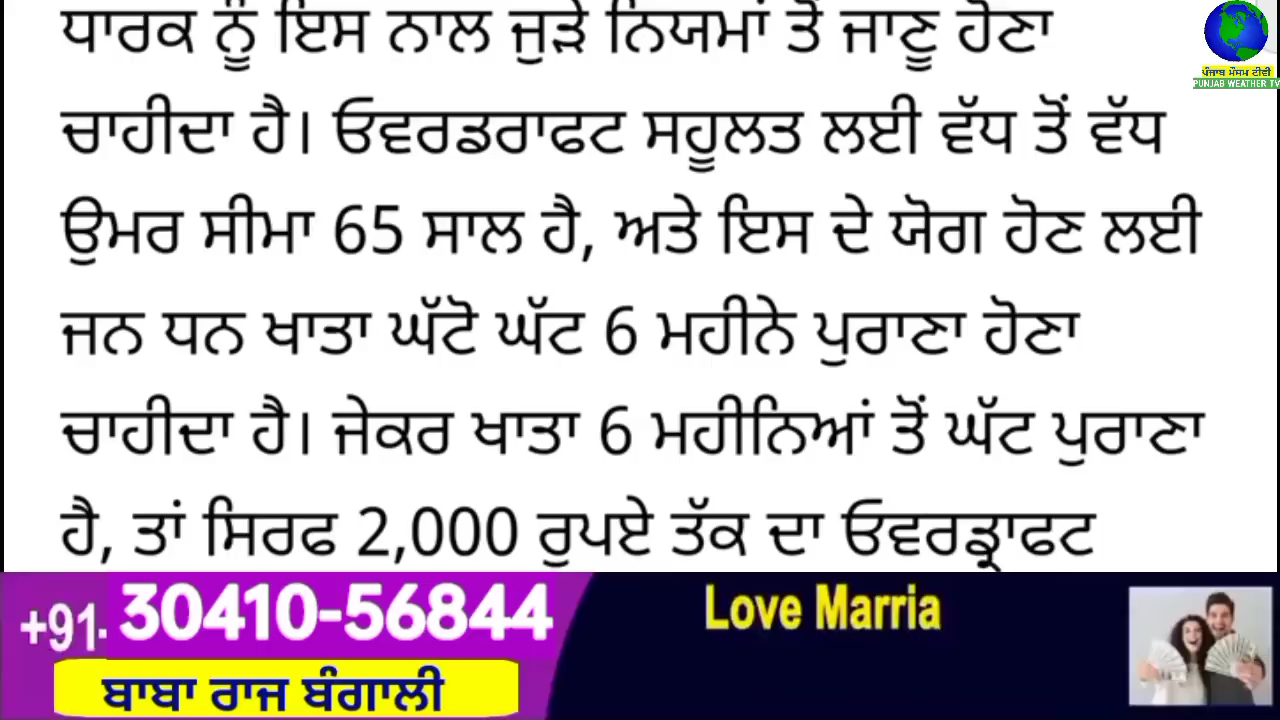 ਧਾਰਕ ਨੂੰ ਇਸ ਨਾਲ ਜੁੜੇ ਨਿਯਮਾਂ ਤੋਂ ਜਾਣੂ ਹੋਣਾ
ਚਾਹੀਦਾ ਹੈ। ਓਵਰਡਰਾਫਟ ਸਹੂਲਤ ਲਈ ਵੱਧ ਤੋਂ ਵੱਧ
ਉਮਰ ਸੀਮਾ 65 ਸਾਲ ਹੈ, ਅਤੇ ਇਸ ਦੇ ਯੋਗ ਹੋਣ ਲਈ
ਜਨ ਧਨ ਖਾਤਾ ਘੱਟੋ ਘੱਟ 6 ਮਹੀਨੇ ਪੁਰਾਣਾ ਹੋਣਾ
ਚਾਹੀਦਾ ਹੈ। ਜੇਕਰ ਖਾਤਾ 6 ਮਹੀਨਿਆਂ ਤੋਂ ਘੱਟ ਪੁਰਾਣਾ
ਹੈ, ਤਾਂ ਸਿਰਫ 2,000 ਰੁਪਏ ਤੱਕ ਦਾ ਓਵਰਡ੍ਰਾਫਟ
ਪੰਜਾਬ ਮੌਸਮ ਟੀਵੀ
PUNJAB WEATHER TV
+91-30410-56844
ਬਾਬਾ ਰਾਜ ਬੰਗਾਲੀ
Love Marria